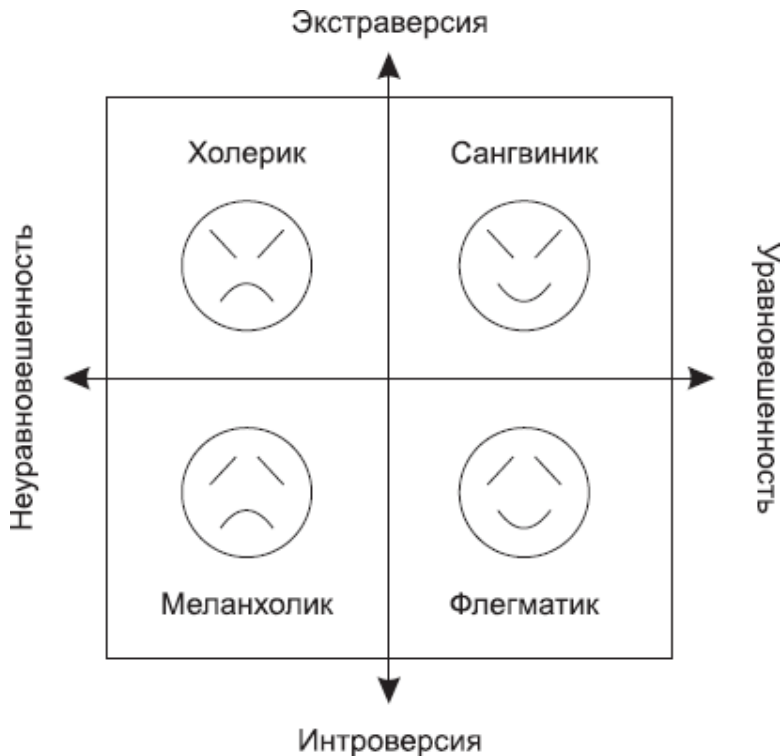 Экстраверсия
Холерик
Сангвиник
Неуравновешенность
Уравновешенность
Меланхолик
Флегматик
Интроверсия